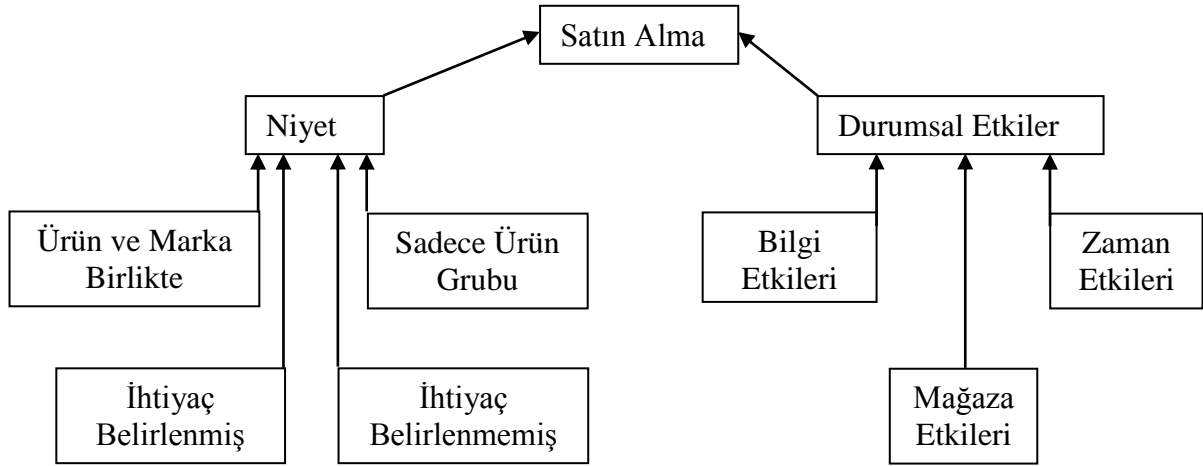 Satın Alma
Niyet
Durumsal Etkiler
Ürün ve Marka
Birlikte
Sadece Ürün
Grubu
Bilgi
Etkileri
Zaman
Etkileri
İhtiyaç
Belirlenmiş
İhtiyaç
Belirlenmemiş
Mağaza
Etkileri